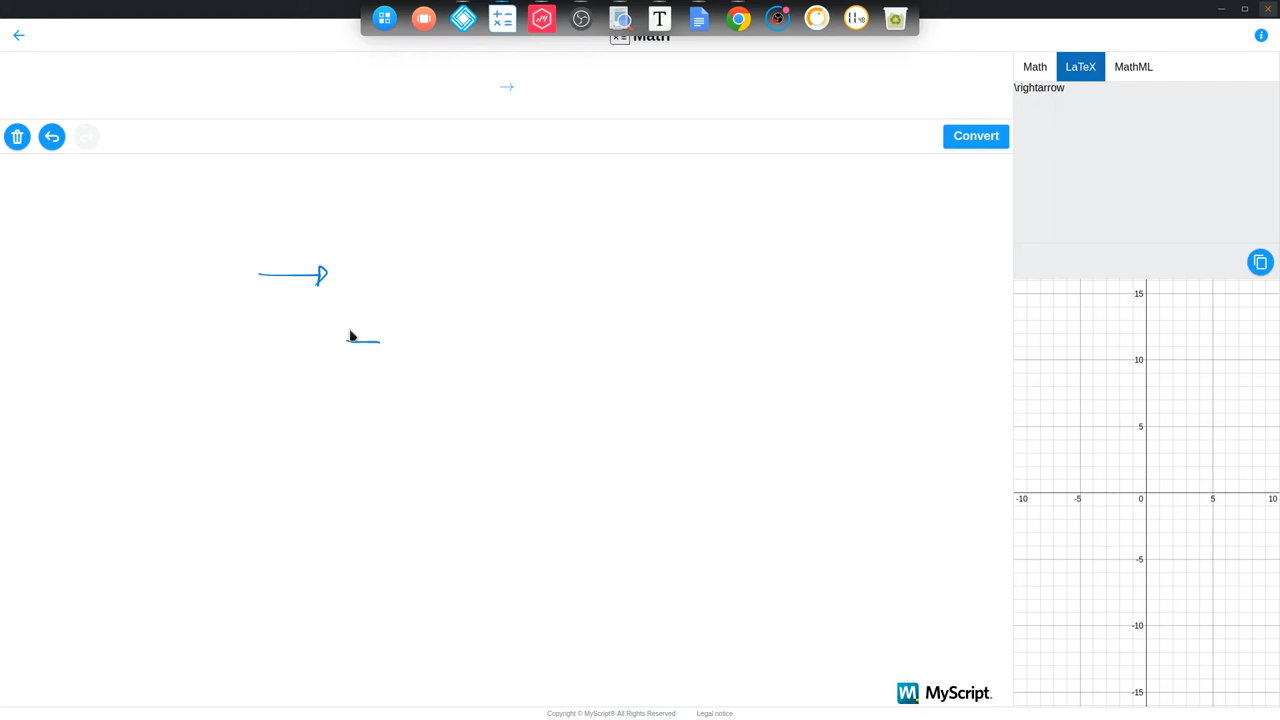 Math
Math LaTeX MathML
\rightarrow
→
Convert
→
15
10
5
-10 -5 0 5 10
-5
-10
-15
MyScript
Copyright © MyScript® All Rights Reserved Legal notice